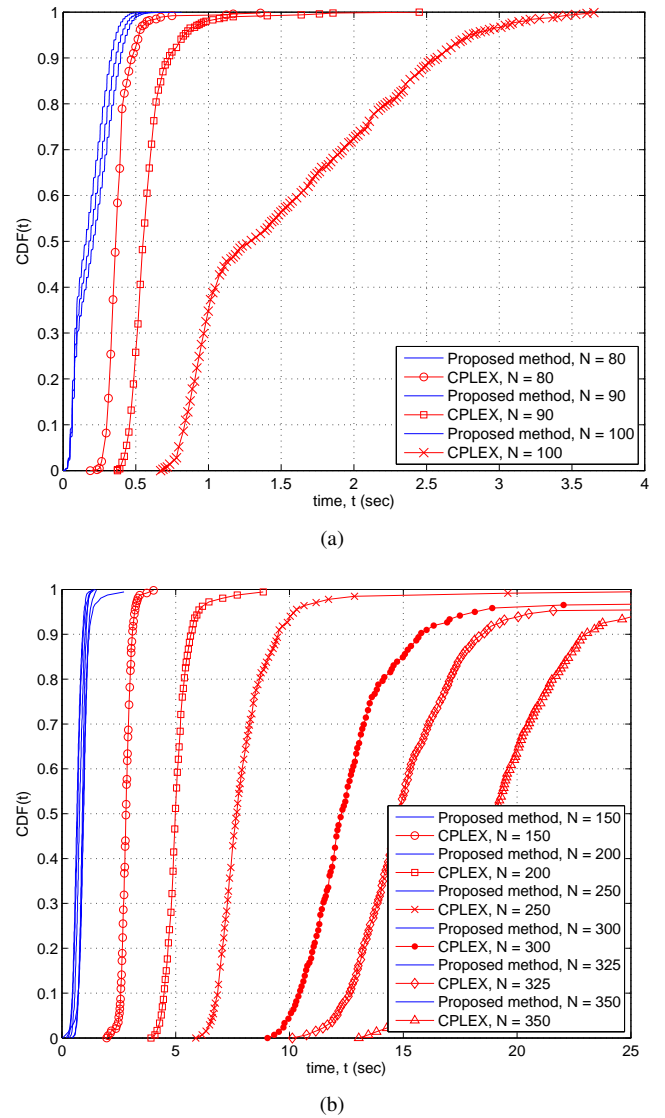 1
0.9
0.8
0.7
0.6
0.5
0.4
0.3
0.2
0.1
0
CDF(t)
Proposed method, N = 80
CPLEX, N = 80
Proposed method, N = 90
CPLEX, N = 90
Proposed method, N = 100
CPLEX, N = 100
0 0.5 1 1.5 2 2.5 3 3.5 4
time, t (sec)
(a)
1
0.9
0.8
0.7
0.6
0.5
0.4
0.3
0.2
0.1
0
CDF(t)
Proposed method, N = 150
CPLEX, N = 150
Proposed method, N = 200
CPLEX, N = 200
Proposed method, N = 250
CPLEX, N = 250
Proposed method, N = 300
CPLEX, N = 300
Proposed method, N = 325
CPLEX, N = 325
Proposed method, N = 350
CPLEX, N = 350
0 5 10 15 20 25
time, t (sec)
(b)